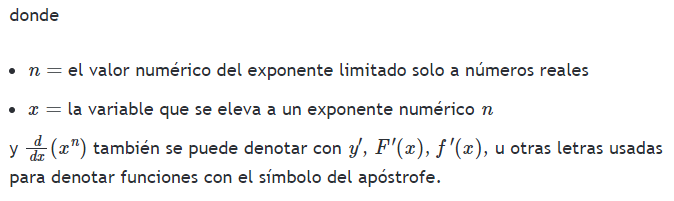 donde
• n = el valor numérico del exponente limitado solo a números reales
• x = la variable que se eleva a un exponente numérico n
y d/dx (xⁿ) también se puede denotar con y′, F′(x), f′(x), u otras letras usadas
para denotar funciones con el símbolo del apóstrofe.